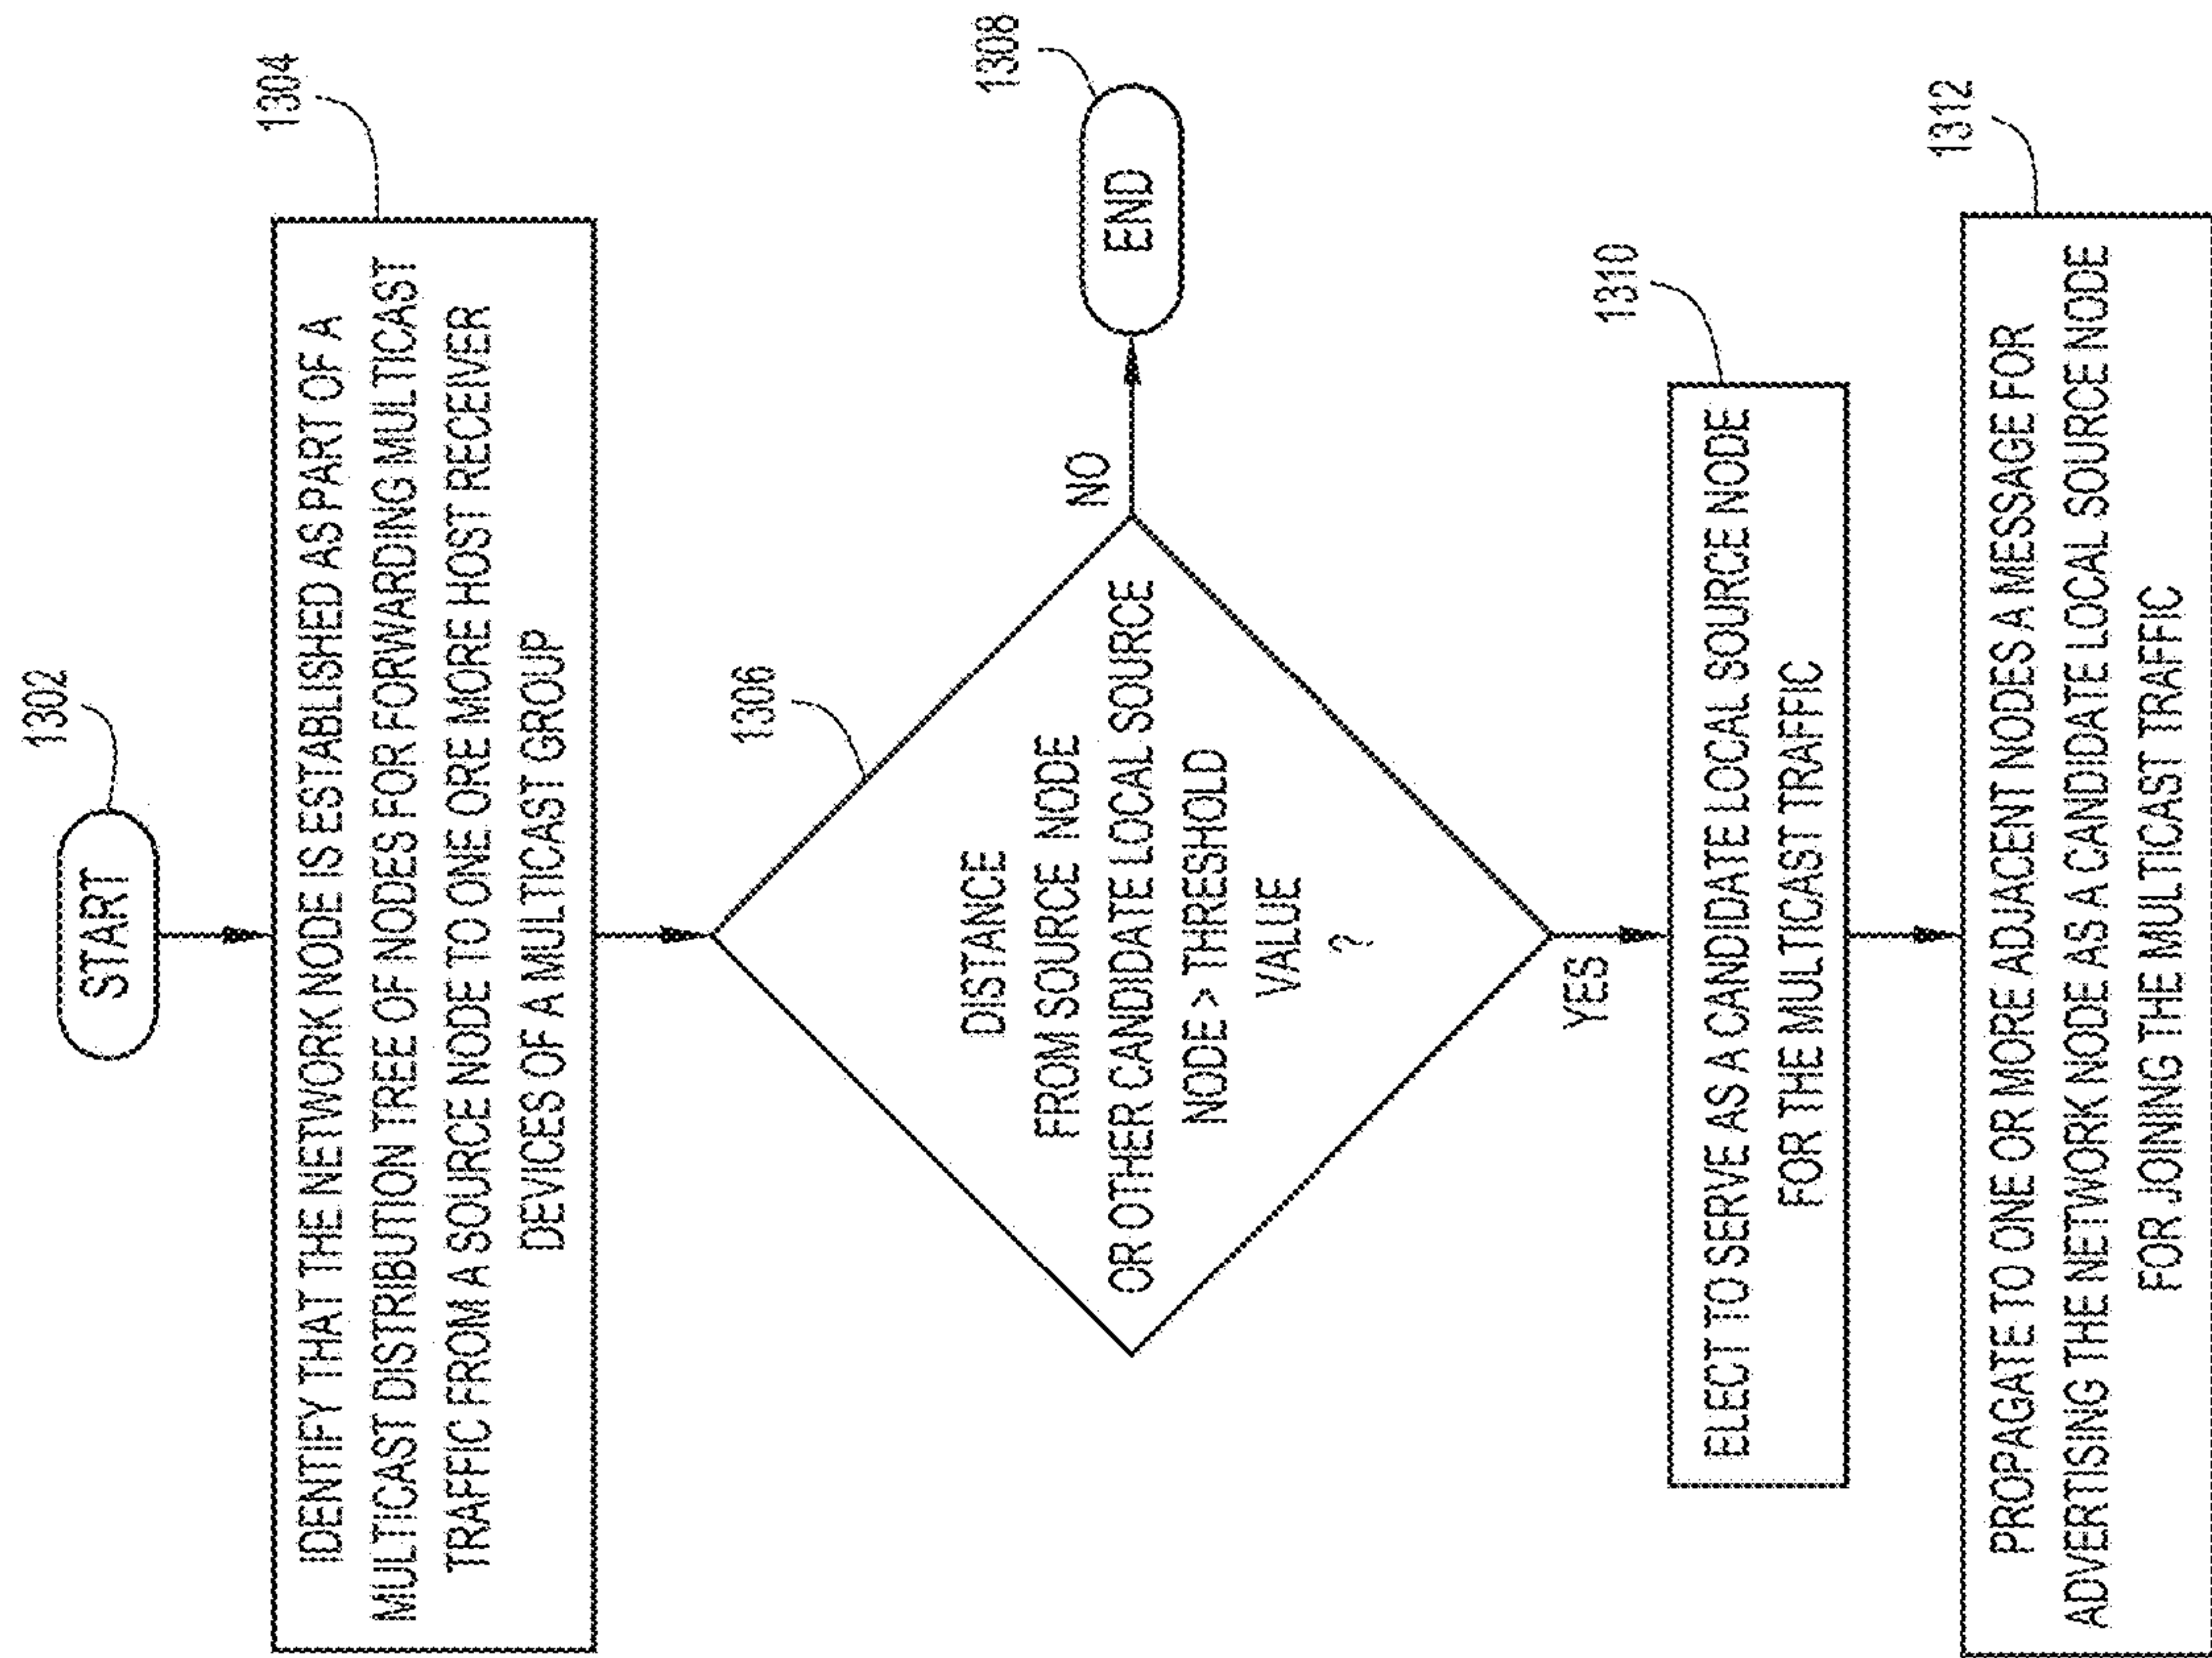 START
1302
1304
IDENTIFY THAT THE NETWORK NODE IS ESTABLISHED AS PART OF A
MULTICAST DISTRIBUTION TREE OF NODES FOR FORWARDING MULTICAST
TRAFFIC FROM A SOURCE NODE TO ONE ORE MORE HOST RECEIVER
DEVICES OF A MULTICAST GROUP
1306
DISTANCE
FROM SOURCE NODE
OR OTHER CANDIDATE LOCAL SOURCE
NODE > THRESHOLD
VALUE
?
NO
END
1308
YES
1310
ELECT TO SERVE AS A CANDIDATE LOCAL SOURCE NODE
FOR THE MULTICAST TRAFFIC
1312
PROPAGATE TO ONE OR MORE ADJACENT NODES A MESSAGE FOR
ADVERTISING THE NETWORK NODE AS A CANDIDATE LOCAL SOURCE NODE
FOR JOINING THE MULTICAST TRAFFIC